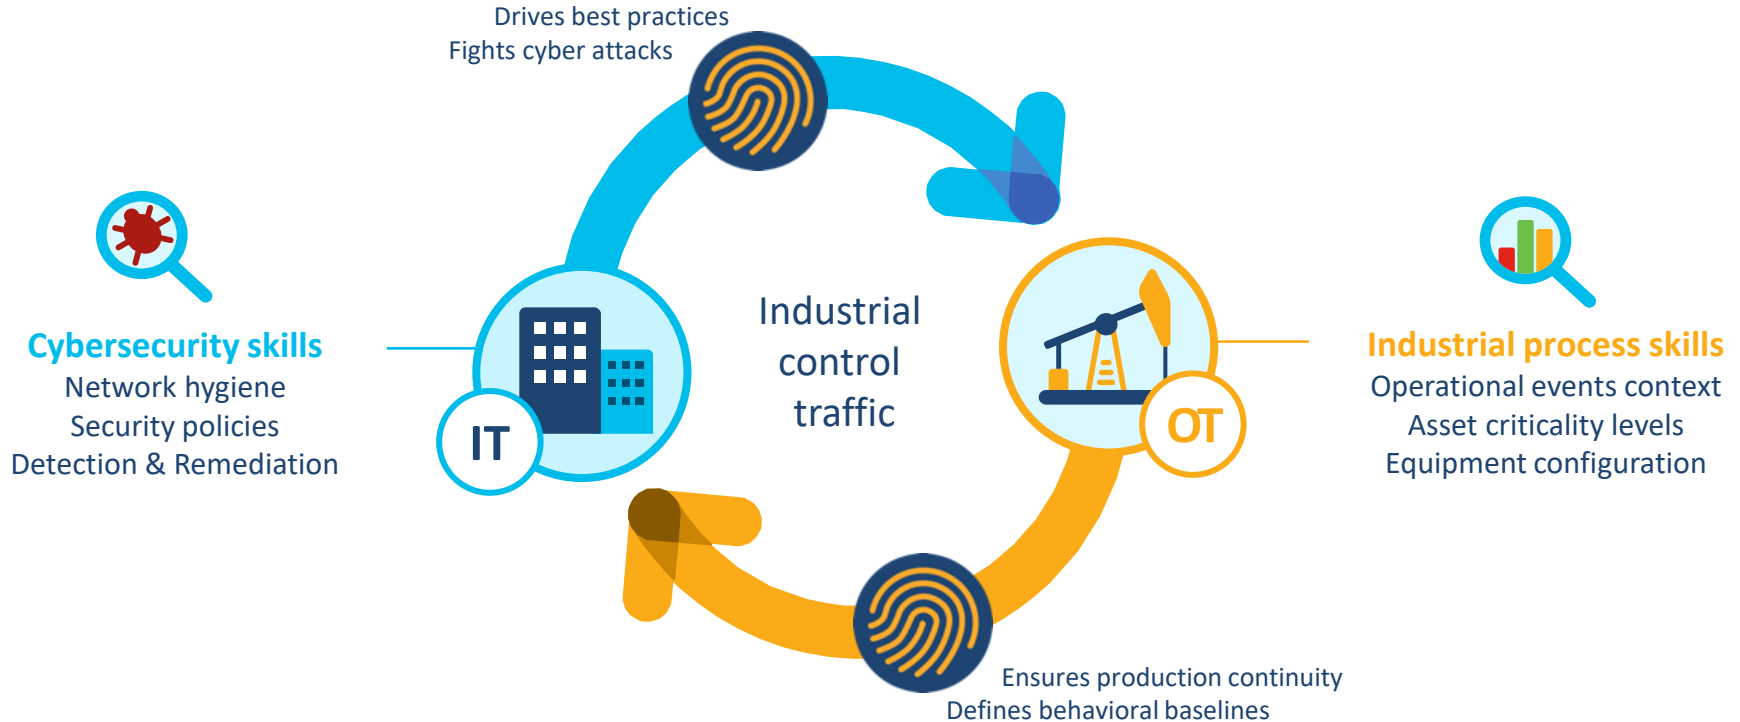 Drives best practices
Fights cyber attacks
Cybersecurity skills
Network hygiene
Security policies
Detection & Remediation
IT
Industrial
control
traffic
OT
Industrial process skills
Operational events context
Asset criticality levels
Equipment configuration
Ensures production continuity
Defines behavioral baselines